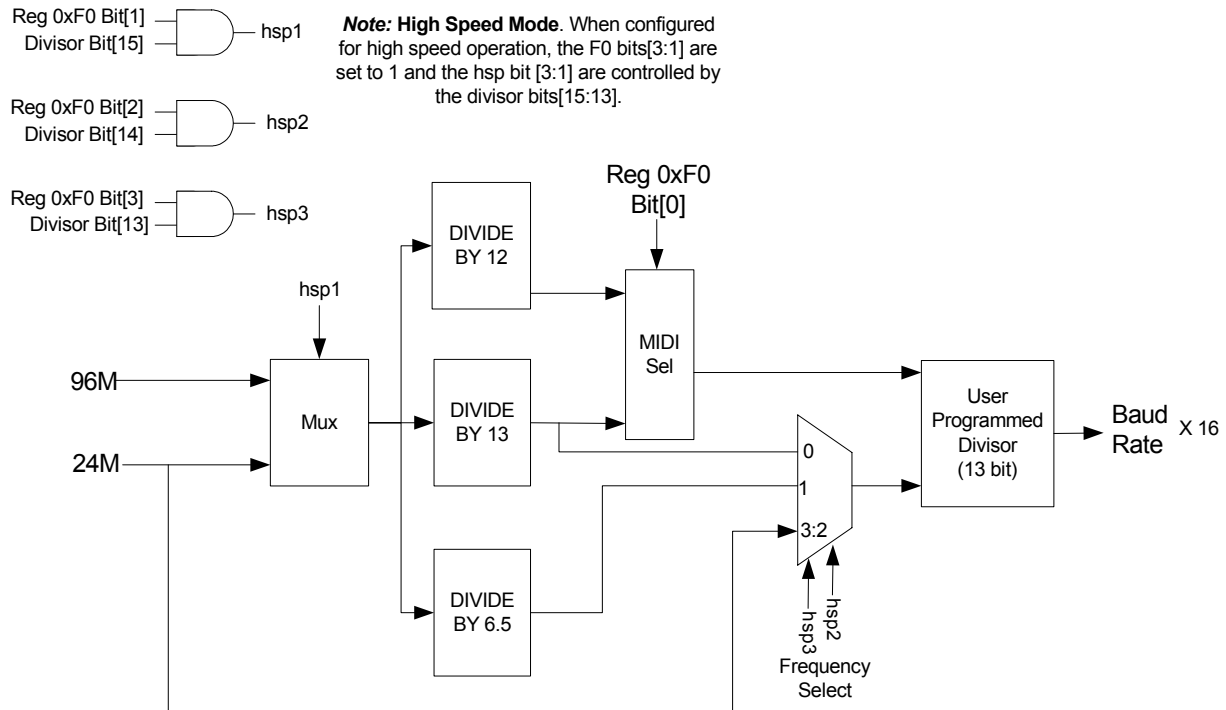 Reg 0xF0 Bit[1]
Divisor Bit[15]
hsp1
Note: High Speed Mode. When configured
for high speed operation, the F0 bits[3:1] are
set to 1 and the hsp bit [3:1] are controlled by
the divisor bits[15:13].
Reg 0xF0 Bit[2]
Divisor Bit[14]
hsp2
Reg 0xF0 Bit[3]
Divisor Bit[13]
hsp3
Reg 0xF0
Bit[0]
DIVIDE
BY 12
hsp1
MIDI
Sel
96M
24M
Mux
DIVIDE
BY 13
0
1
3:2
User
Programmed
Divisor
(13 bit)
Baud
Rate
X 16
DIVIDE
BY 6.5
hsp3
hsp2
Frequency
Select